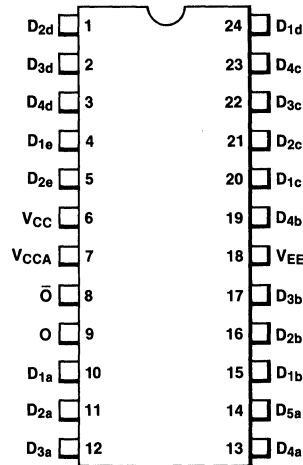 D2d 1 24 D1d
D3d 2 23 D4c
D4d 3 22 D3c
D1e 4 21 D2c
D2e 5 20 D1c
VCC 6 19 D4b
VCCA 7 18 VEE
O̅ 8 17 D3b
O 9 16 D2b
D1a 10 15 D1b
D2a 11 14 D5a
D3a 12 13 D4a